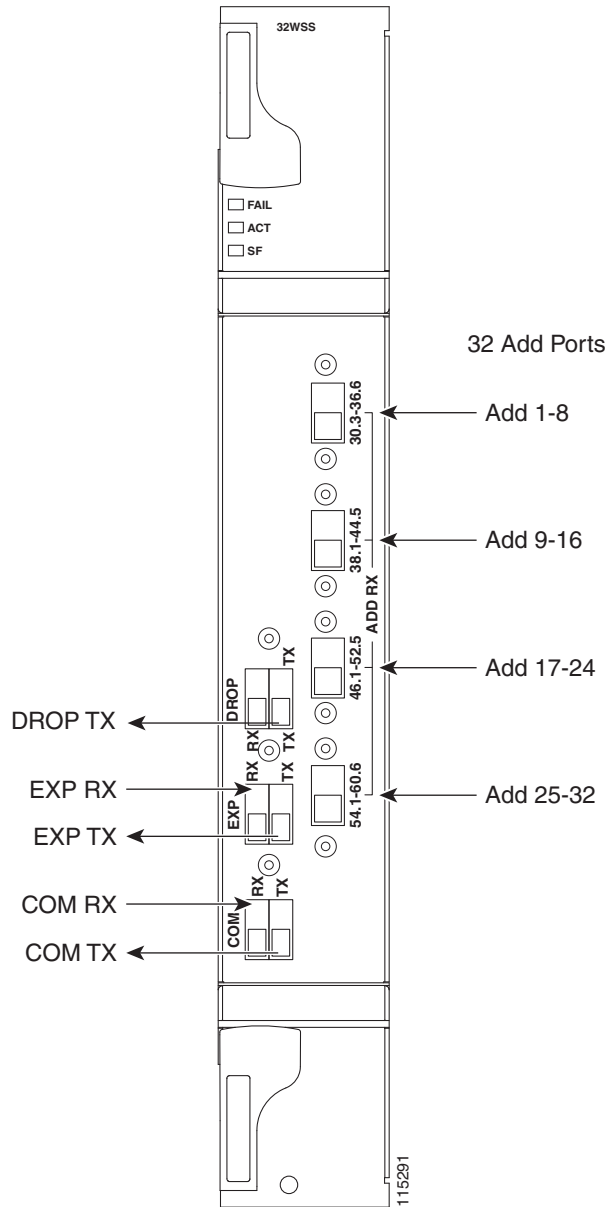 32WSS
FAIL
ACT
SF
32 Add Ports
30.3-36.6
Add 1-8
38.1-44.5
Add 9-16
ADD RX
46.1-52.5
Add 17-24
54.1-60.6
Add 25-32
TX
DROP
RX
TX
DROP TX
RX
EXP
EXP RX
EXP TX
RX
TX
COM
COM RX
COM TX
115291